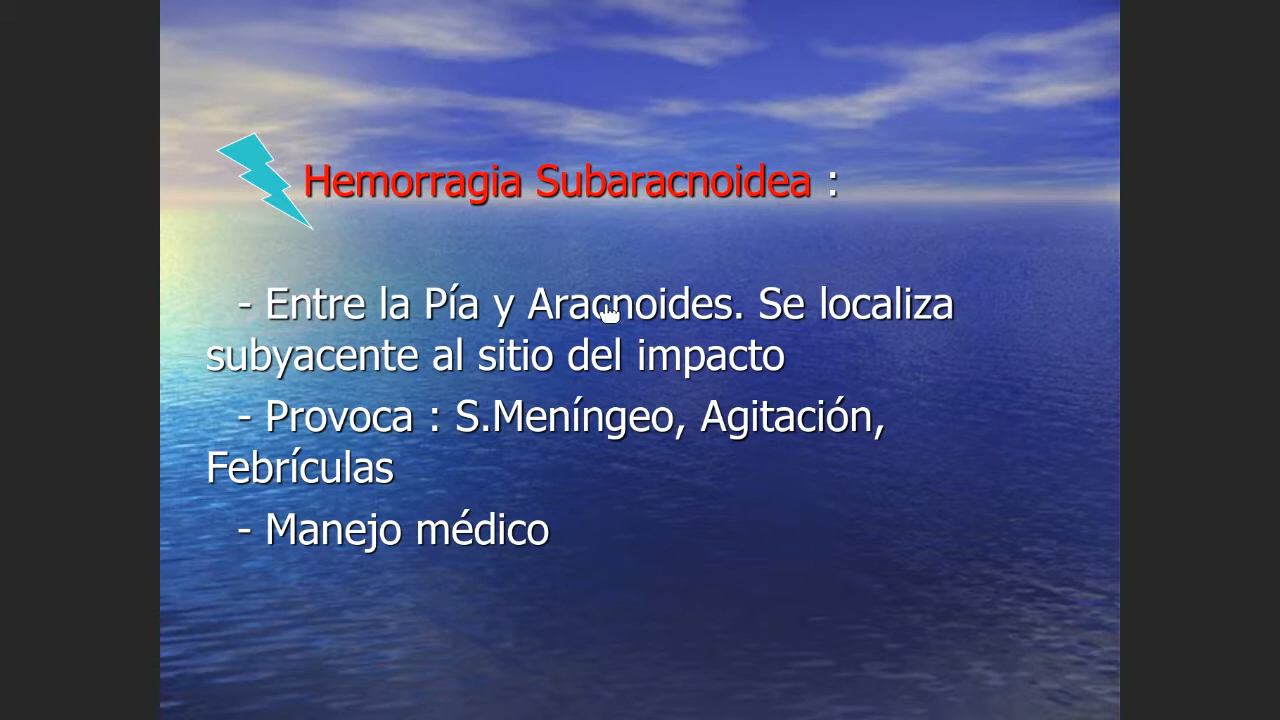 Hemorragia Subaracnoidea :
- Entre la Pía y Aracnoides. Se localiza
subyacente al sitio del impacto
- Provoca : S.Meníngeo, Agitación,
Febrículas
- Manejo médico